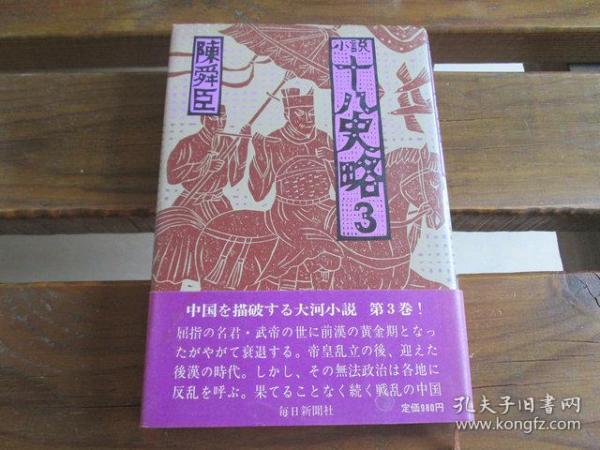 小説
十八史略
3
陳舜臣
中国を描破する大河小説 第3巻!
屈指の名君・武帝の世に前漢の黄金期となっ
たがやがて衰退する。帝皇乱立の後、迎えた
後漢の時代。しかし、その無法政治は各地に
反乱を呼ぶ。果てることなく続く戦乱の中国
毎日新聞社
定価980円
孔夫子旧书网
www.kongfz.com